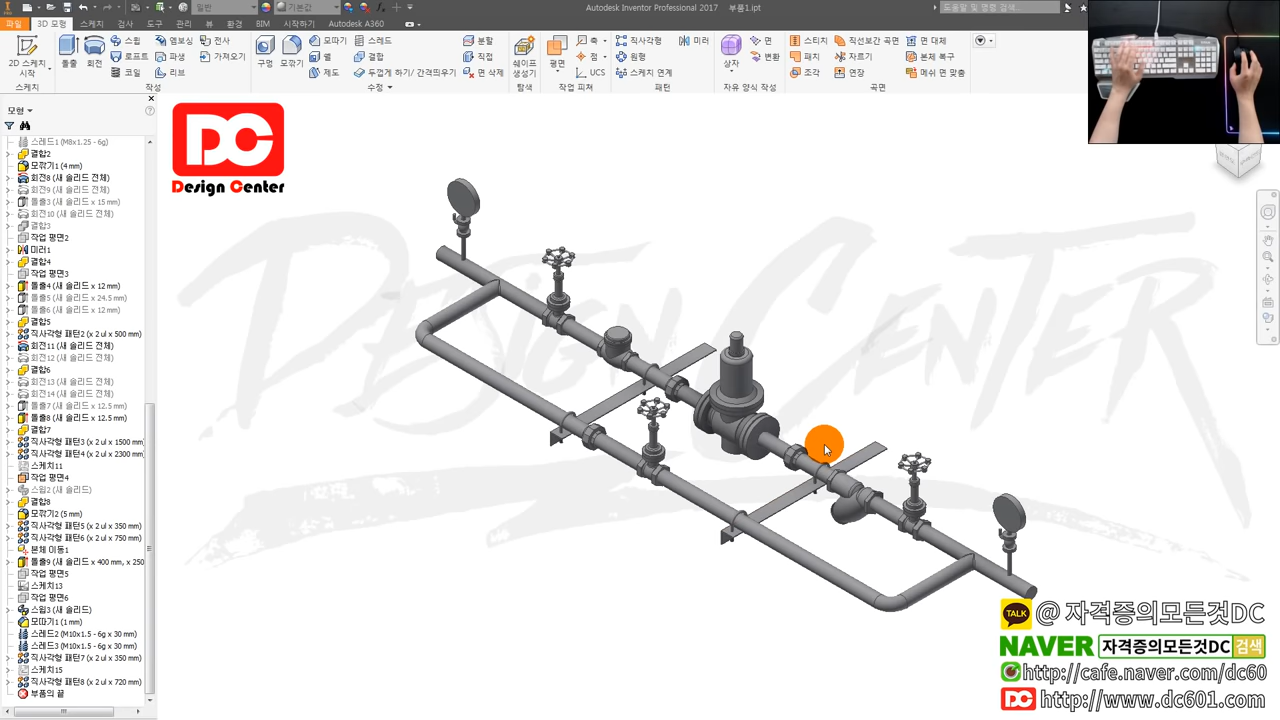 일반
기본값
Autodesk Inventor Professional 2017 부품1.ipt
도움말 및 명령 검색...
파일 3D 모형 스케치 검사 도구 관리 뷰 환경 BIM 시작하기 Autodesk A360
2D 스케치 시작
돌출 회전
스윕 엠보싱 전사
로프트 파생 가져오기
코일 리브
구멍 모깎기
모따기 스레드 분할
쉘 결합 직접
제도 두껍게 하기/ 간격띄우기 면 삭제
쉐이프 생성기
평면 축 점 UCS
직사각형 미러
원형
스케치 연계
상자 면 변환
스티치 직선보간 곡면 면 대체
패치 자르기 본체 복구
조각 연장 메쉬 면 맞춤
스케치 작성 수정 탐색 작업 피쳐 패턴 자유 양식 작성 곡면
모형
스레드1 (M8x1.25 - 6g)
결합2
모깎기1 (4 mm)
회전8 (새 솔리드 전체)
회전9 (새 솔리드 전체)
돌출3 (새 솔리드 x 15 mm)
회전10 (새 솔리드 전체)
결합3
작업 평면2
미러1
결합4
작업 평면3
돌출4 (새 솔리드 x 12 mm)
돌출5 (새 솔리드 x 24.5 mm)
돌출6 (새 솔리드 x 12 mm)
결합5
직사각형 패턴2 (x 2 ul x 500 mm)
회전11 (새 솔리드 전체)
회전12 (새 솔리드 전체)
결합6
회전13 (새 솔리드 전체)
회전14 (새 솔리드 전체)
돌출7 (새 솔리드 x 12.5 mm)
돌출8 (새 솔리드 x 12.5 mm)
결합7
직사각형 패턴3 (x 2 ul x 1500 mm)
직사각형 패턴4 (x 2 ul x 2300 mm)
스케치11
작업 평면4
스윕2 (새 솔리드)
결합8
모깎기2 (5 mm)
직사각형 패턴5 (x 2 ul x 350 mm)
직사각형 패턴6 (x 2 ul x 750 mm)
본체 이동1
돌출9 (새 솔리드 x 400 mm, x 250
작업 평면5
스케치13
작업 평면6
스윕3 (새 솔리드)
모따기1 (1 mm)
스레드2 (M10x1.5 - 6g x 30 mm)
스레드3 (M10x1.5 - 6g x 30 mm)
직사각형 패턴7 (x 2 ul x 350 mm)
스케치15
직사각형 패턴8 (x 2 ul x 720 mm)
부품의 끝
DC
Design Center
DESIGN CENTER
TALK @ 자격증의모든것DC
NAVER 자격증의모든것DC 검색
http://cafe.naver.com/dc60
DC http://www.dc601.com/